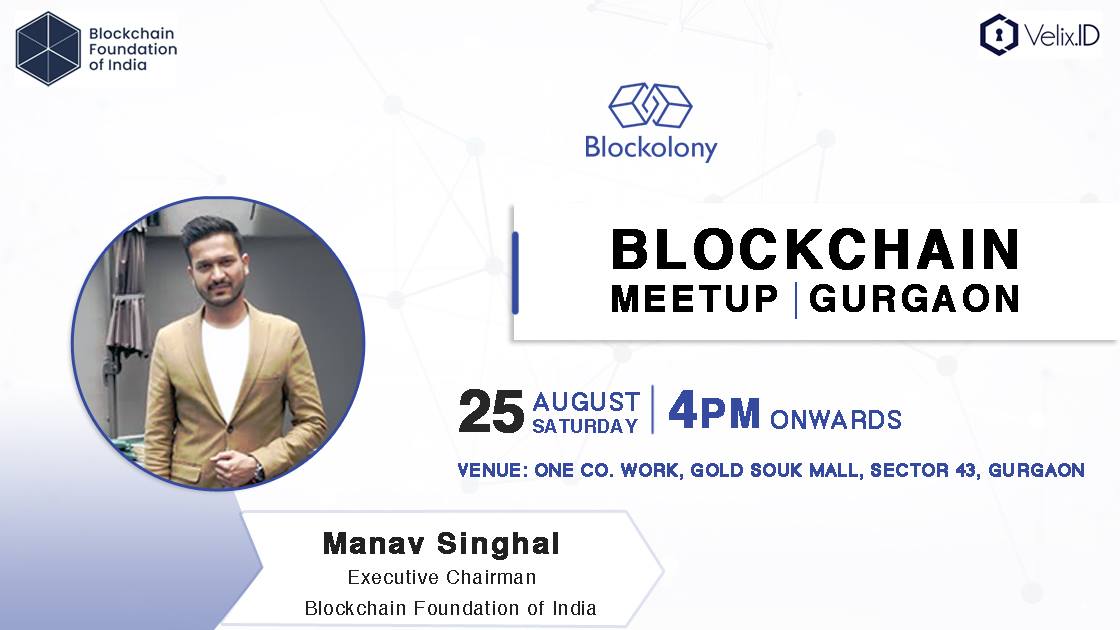 Blockchain
Foundation
of India
Velix.ID
Blockolony
BLOCKCHAIN
MEETUP | GURGAON
25 AUGUST
SATURDAY
4PM ONWARDS
VENUE: ONE CO. WORK, GOLD SOUK MALL, SECTOR 43, GURGAON
Manav Singhal
Executive Chairman
Blockchain Foundation of India